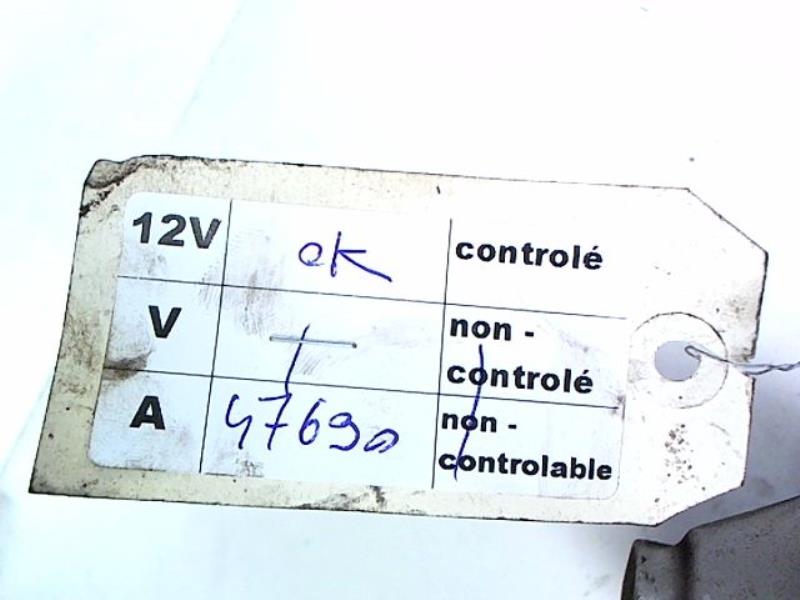 12V ok controlé
V non -
controlé
A 47690 non -
controlable